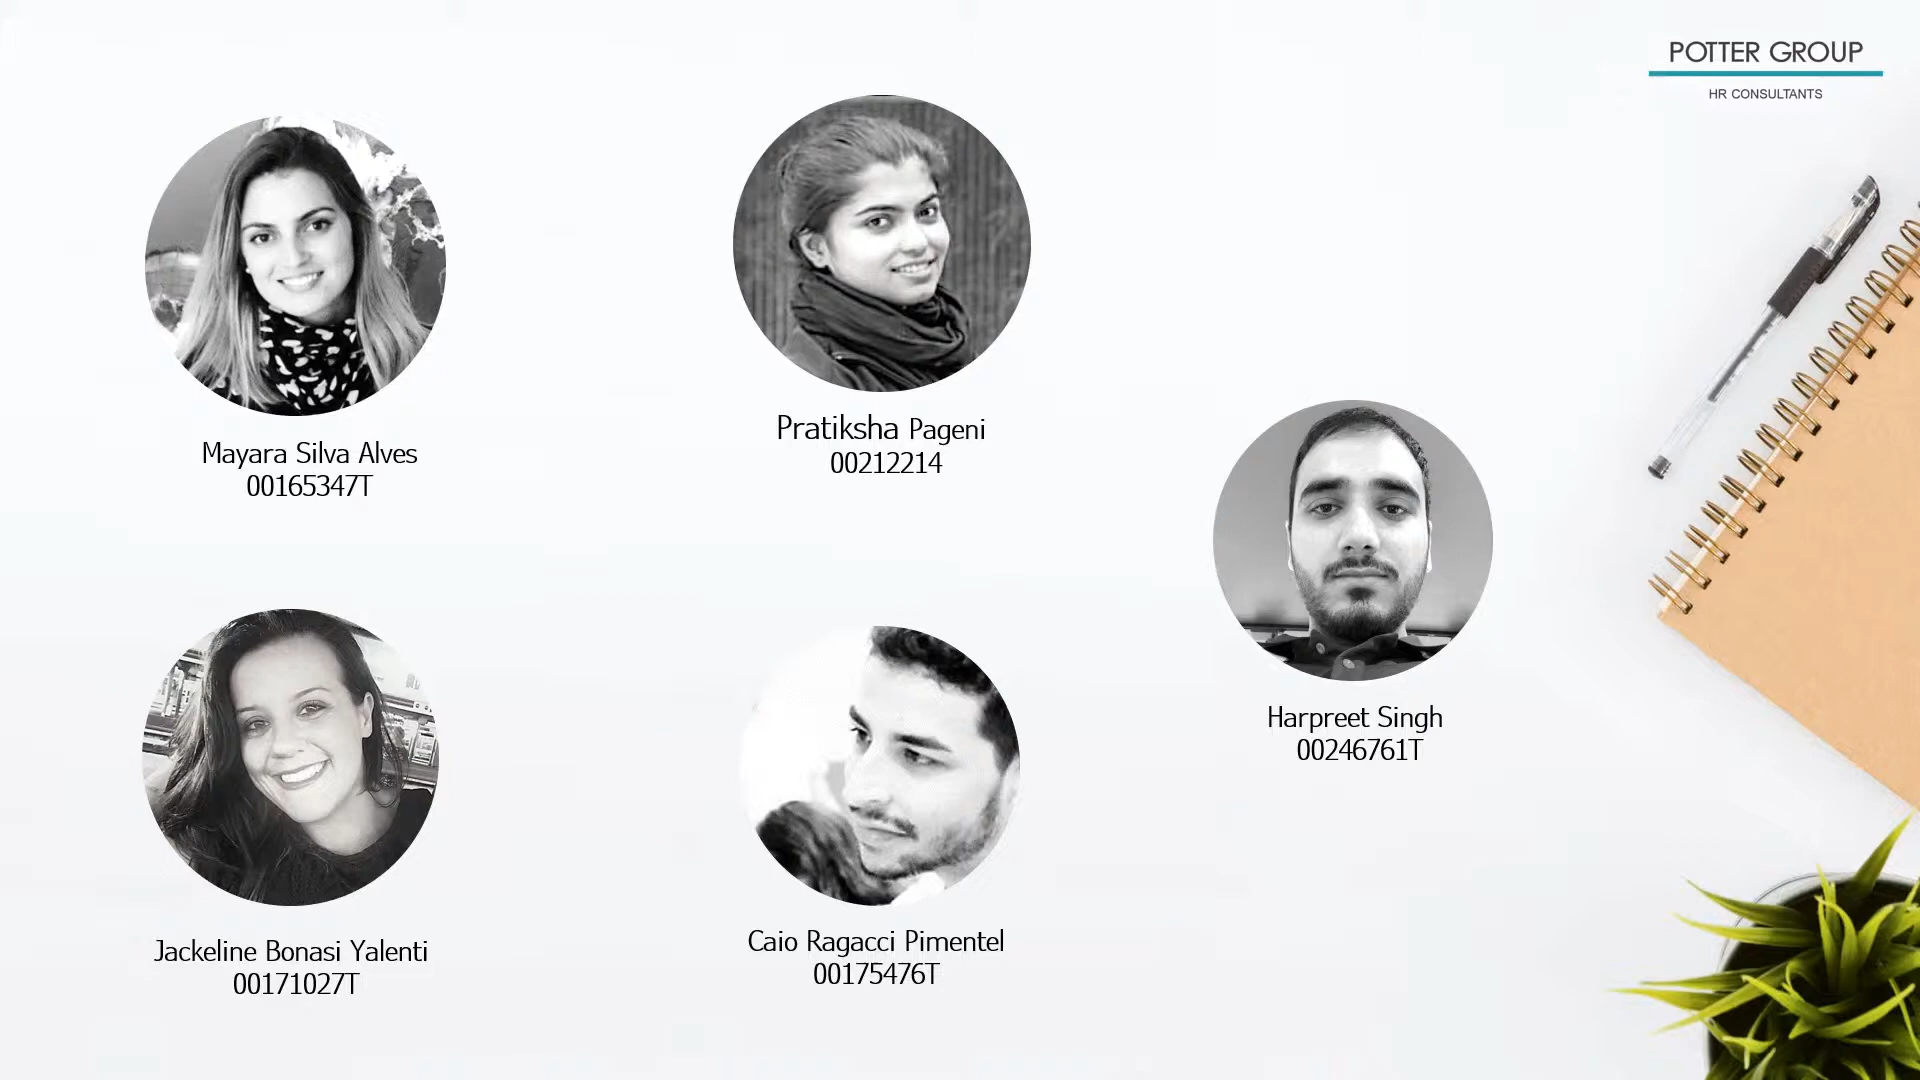 POTTER GROUP
HR CONSULTANTS
Mayara Silva Alves
00165347T
Pratiksha Pageni
00212214
Harpreet Singh
00246761T
Jackeline Bonasi Yalenti
00171027T
Caio Ragacci Pimentel
00175476T